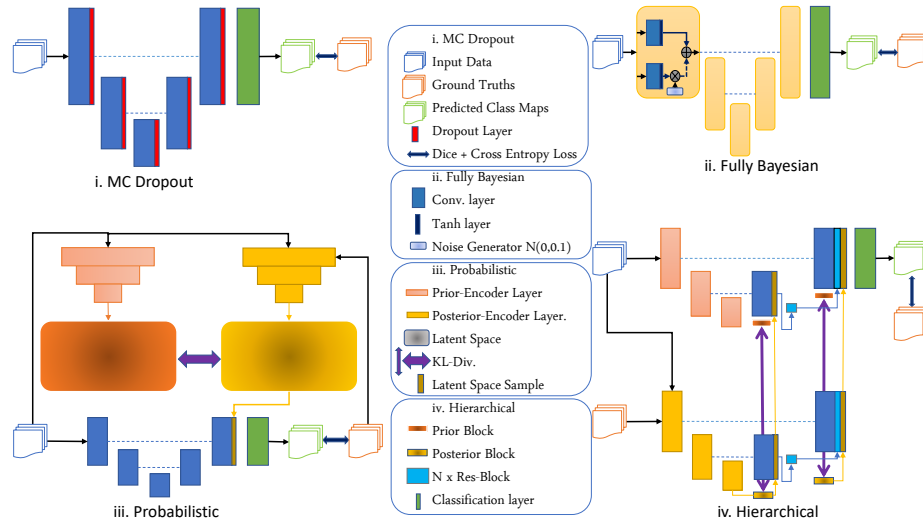 i. MC Dropout
Input Data
Ground Truths
Predicted Class Maps
Dropout Layer
Dice + Cross Entropy Loss
i. MC Dropout
ii. Fully Bayesian
ii. Fully Bayesian
Conv. layer
Tanh layer
Noise Generator N(0,0.1)
iii. Probabilistic
Prior-Encoder Layer
Posterior-Encoder Layer.
Latent Space
KL-Div.
Latent Space Sample
iv. Hierarchical
Prior Block
Posterior Block
N x Res-Block
Classification layer
iii. Probabilistic
iv. Hierarchical